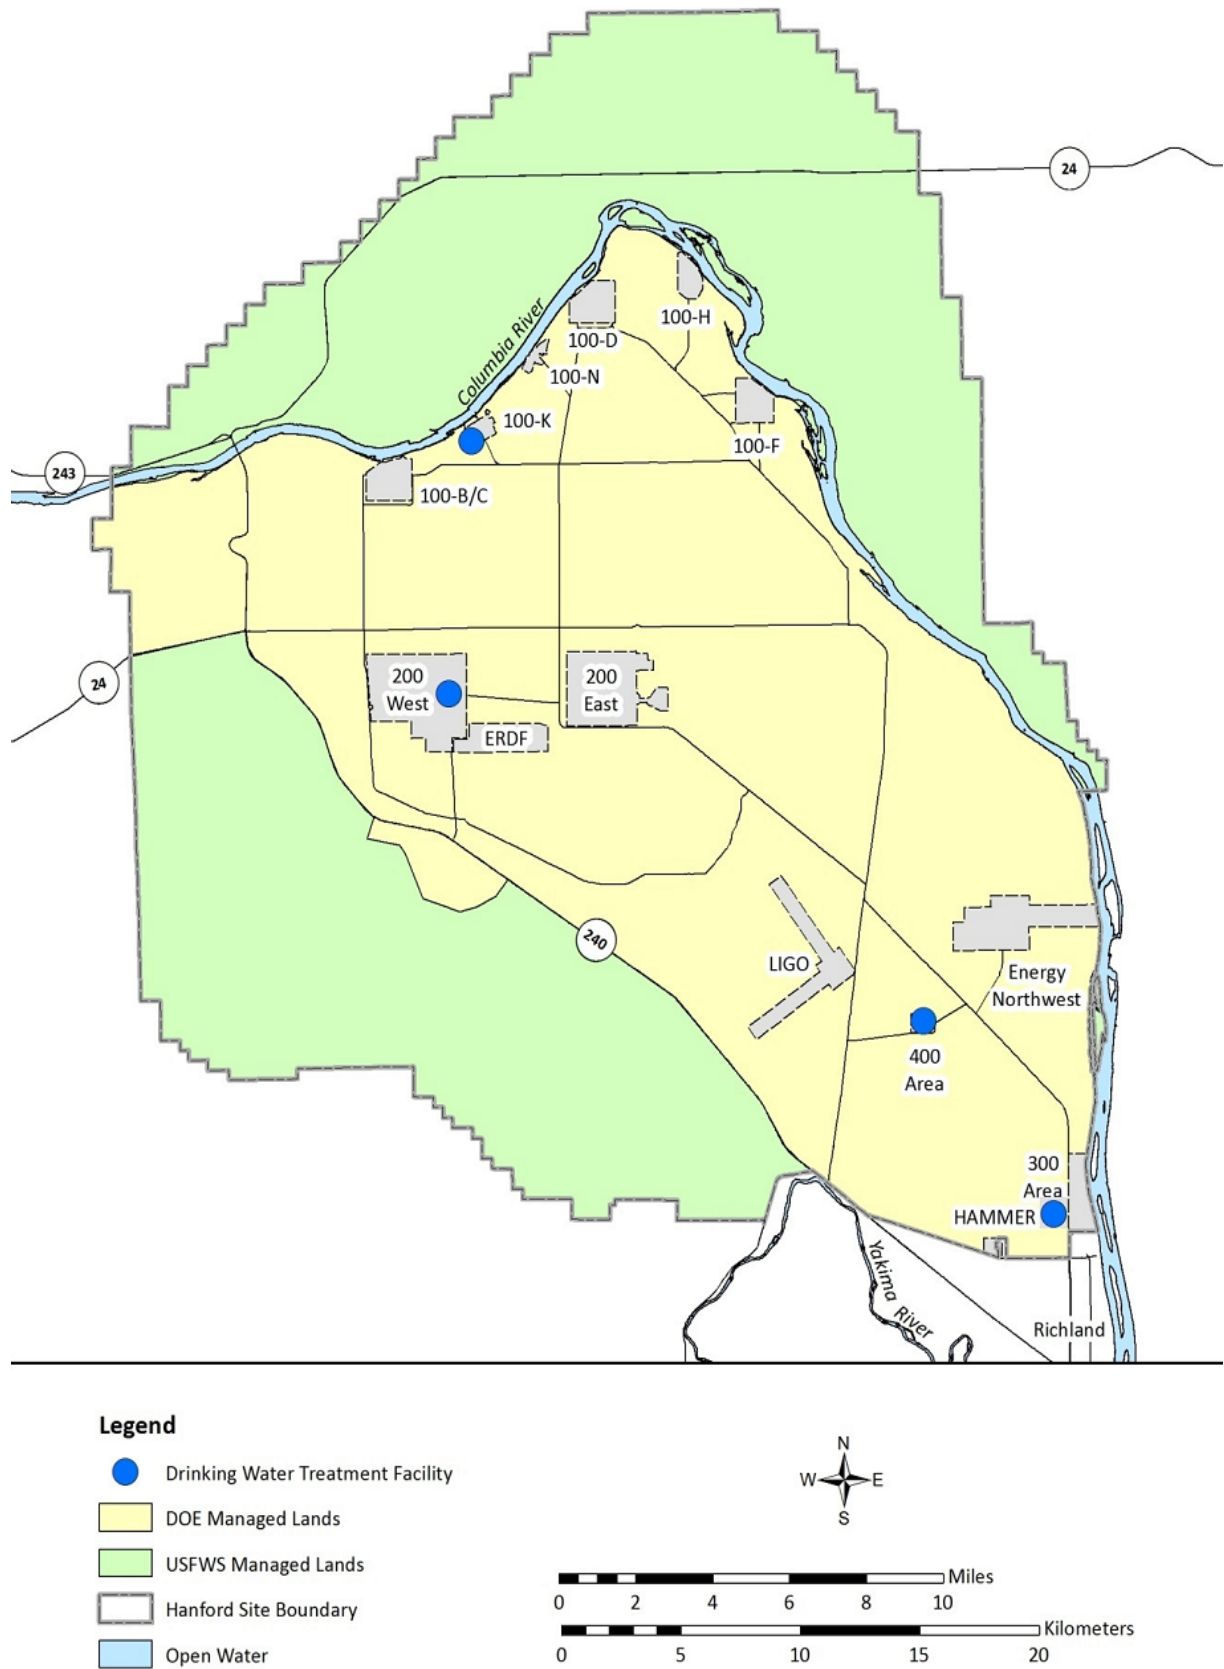 24
Columbia River
100-H
100-D
100-N
100-K
100-F
243
100-B/C
24
200
West
200
East
ERDF
240
LIGO
Energy
Northwest
400
Area
300
Area
HAMMER
Yakima
River
Richland
Legend
Drinking Water Treatment Facility
DOE Managed Lands
USFWS Managed Lands
Hanford Site Boundary
Open Water
N
W E
S
Miles
0 2 4 6 8 10
Kilometers
0 5 10 15 20